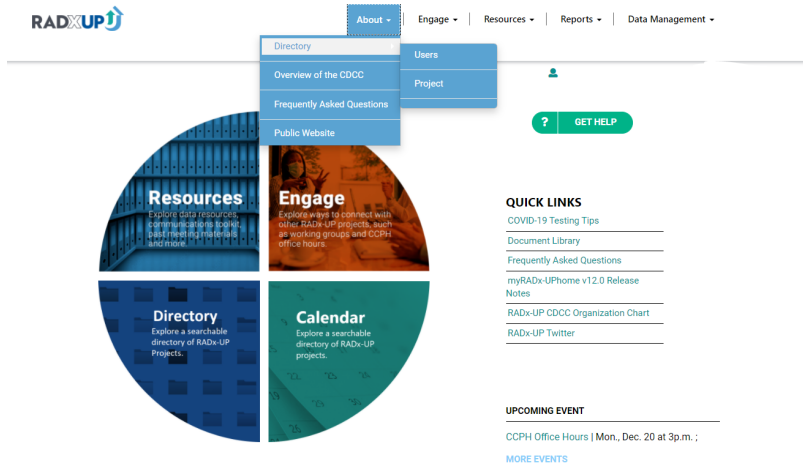 RADXUP
About
Engage
Resources
Reports
Data Management
Directory
Users
Overview of the CDCC
Project
Frequently Asked Questions
Public Website
? GET HELP
Resources
Explore data resources,
communications toolkit,
past meeting materials
and more.
Engage
Explore ways to connect with
other RADx-UP projects, such
as working groups and CCPH
office hours.
Directory
Explore a searchable
directory of RADx-UP
Projects.
Calendar
Explore a searchable
directory of RADx-UP
projects.
QUICK LINKS
COVID-19 Testing Tips
Document Library
Frequently Asked Questions
myRADx-UPhome v12.0 Release
Notes
RADx-UP CDCC Organization Chart
RADx-UP Twitter
UPCOMING EVENT
CCPH Office Hours | Mon., Dec. 20 at 3p.m. ;
MORE EVENTS